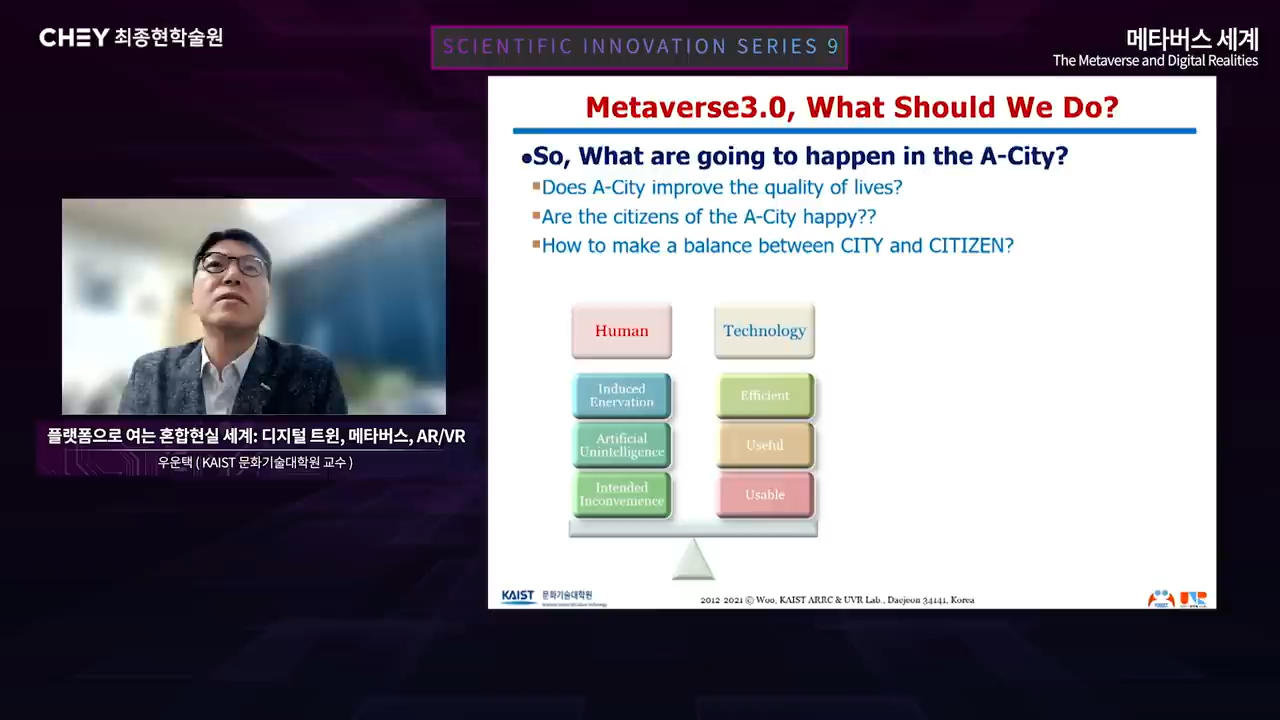 CHEY 최종현학술원
SCIENTIFIC INNOVATION SERIES 9
메타버스 세계
The Metaverse and Digital Realities
Metaverse3.0, What Should We Do?
So, What are going to happen in the A-City?
Does A-City improve the quality of lives?
Are the citizens of the A-City happy??
How to make a balance between CITY and CITIZEN?
Human
Technology
Induced
Enervation
Efficient
Artificial
Unintelligence
Useful
Intended
Inconvenience
Usable
플랫폼으로 여는 혼합현실 세계: 디지털 트윈, 메타버스, AR/VR
우운택 ( KAIST 문화기술대학원 교수 )
KAIST 문화기술대학원
2012-2021 © Woo, KAIST ARRC & UVR Lab., Daejeon 34141, Korea
UVR